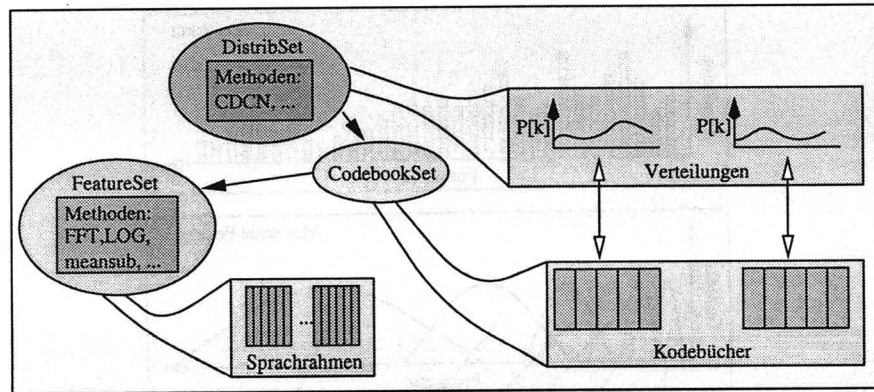 DistribSet
Methoden:
CDCN, ...
P[k]
P[k]
Verteilungen
CodebookSet
FeatureSet
Methoden:
FFT,LOG,
meansub, ...
...
Sprachrahmen
Kodebücher